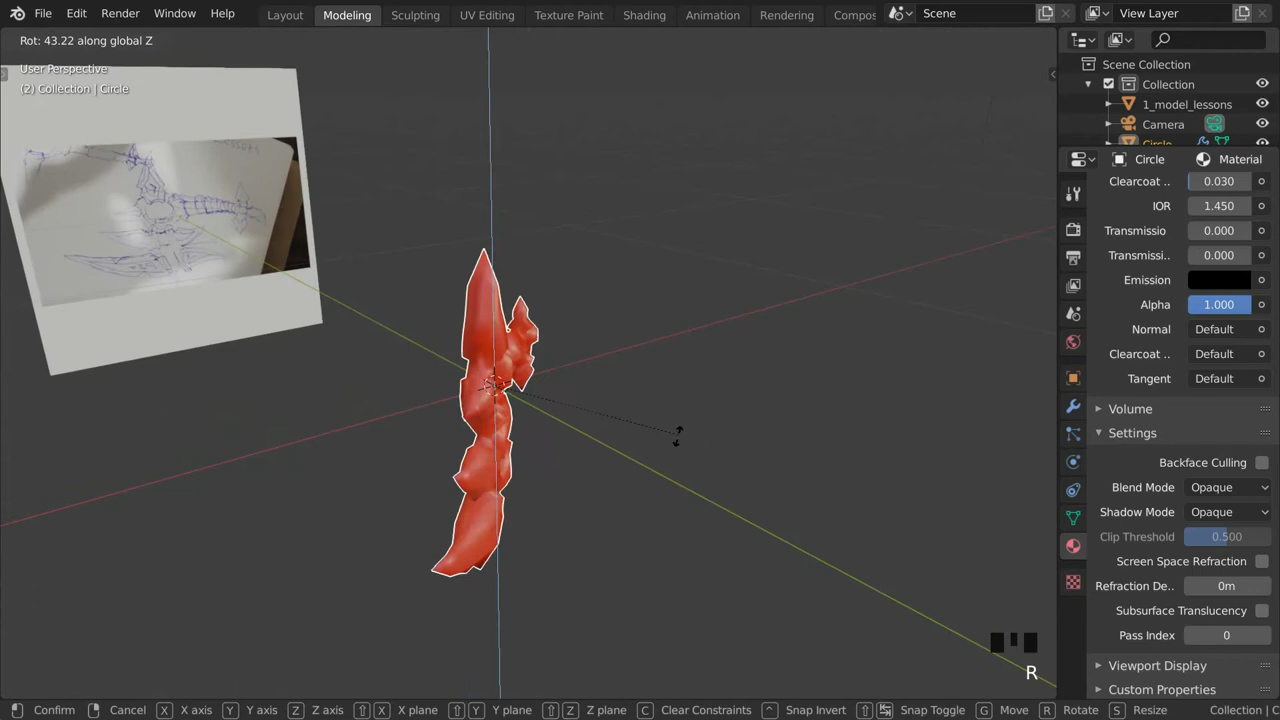 File Edit Render Window Help Layout Modeling Sculpting UV Editing Texture Paint Shading Animation Rendering Compos Scene View Layer
Rot: 43.22 along global Z
User Perspective
(2) Collection | Circle
Scene Collection
Collection
1_model_lessons
Camera
Circle
Circle Material
Clearcoat .. 0.030
IOR 1.450
Transmissio 0.000
Transmissi.. 0.000
Emission
Alpha 1.000
Normal Default
Clearcoat .. Default
Tangent Default
Volume
Settings
Backface Culling
Blend Mode Opaque
Shadow Mode Opaque
Clip Threshold 0.500
Screen Space Refraction
Refraction De.. 0m
Subsurface Translucency
Pass Index 0
Viewport Display
Custom Properties
R
Confirm Cancel X X axis Y Y axis Z Z axis X X plane Y Y plane Z Z plane C Clear Constraints Snap Invert Snap Toggle G Move R Rotate S Resize Collection | C